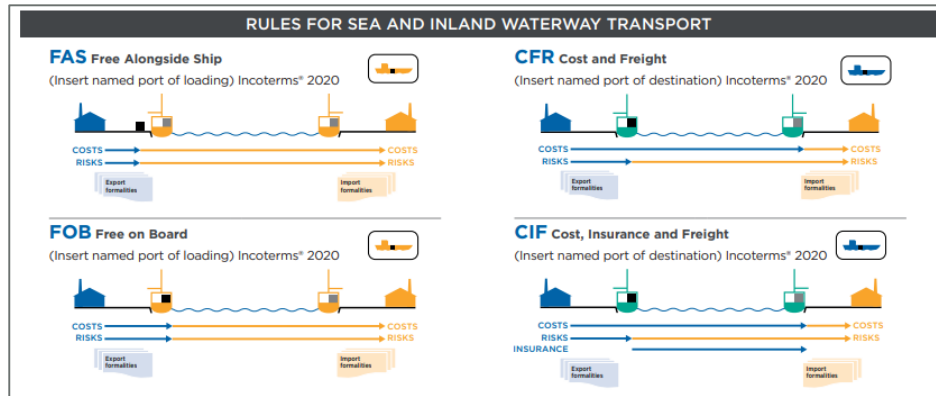 RULES FOR SEA AND INLAND WATERWAY TRANSPORT
FAS Free Alongside Ship
(Insert named port of loading) Incoterms® 2020
COSTS COSTS
RISKS RISKS
Export
formalities
Import
formalities
CFR Cost and Freight
(Insert named port of destination) Incoterms® 2020
COSTS COSTS
RISKS RISKS
Export
formalities
Import
formalities
FOB Free on Board
(Insert named port of loading) Incoterms® 2020
COSTS COSTS
RISKS RISKS
Export
formalities
Import
formalities
CIF Cost, Insurance and Freight
(Insert named port of destination) Incoterms® 2020
COSTS COSTS
RISKS RISKS
INSURANCE
Export
formalities
Import
formalities